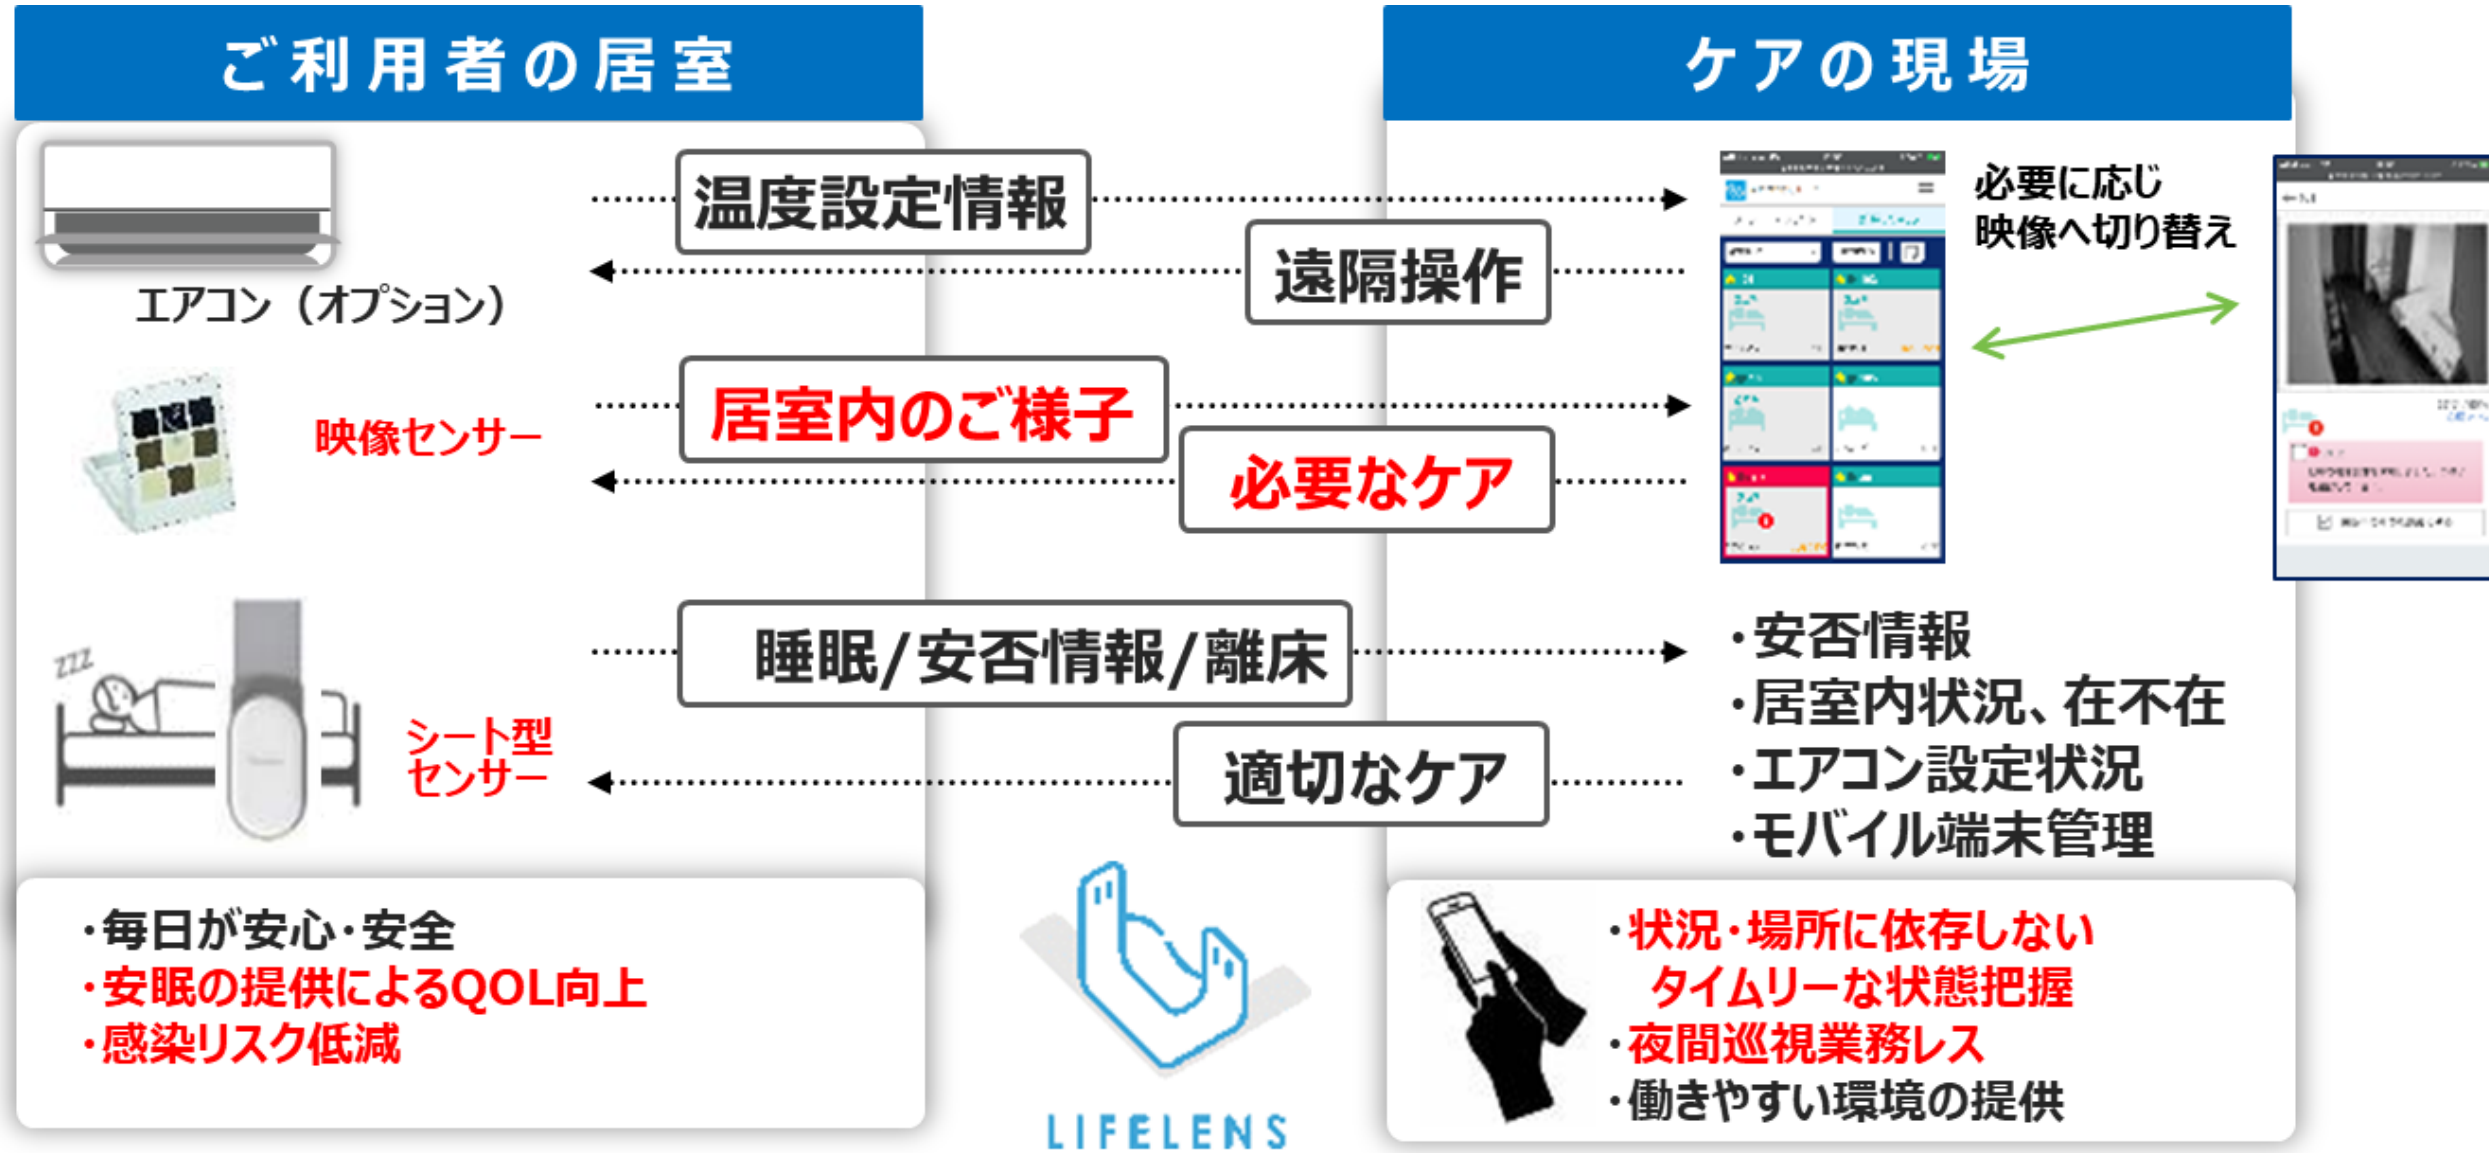 ご利用者の居室
ケアの現場
温度設定情報
遠隔操作
エアコン（オプション）
必要に応じ
映像へ切り替え
映像センサー
居室内のご様子
必要なケア
zzz
シート型
センサー
睡眠/安否情報/離床
適切なケア
・安否情報
・居室内状況、在不在
・エアコン設定状況
・モバイル端末管理
・毎日が安心・安全
・安眠の提供によるQOL向上
・感染リスク低減
LIFELENS
・状況・場所に依存しない
タイムリーな状態把握
・夜間巡視業務レス
・働きやすい環境の提供